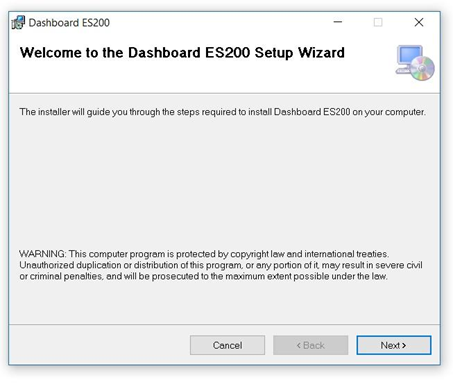 Dashboard ES200
Welcome to the Dashboard ES200 Setup Wizard
The installer will guide you through the steps required to install Dashboard ES200 on your computer.
WARNING: This computer program is protected by copyright law and international treaties.
Unauthorized duplication or distribution of this program, or any portion of it, may result in severe civil
or criminal penalties, and will be prosecuted to the maximum extent possible under the law.
Cancel
< Back
Next >